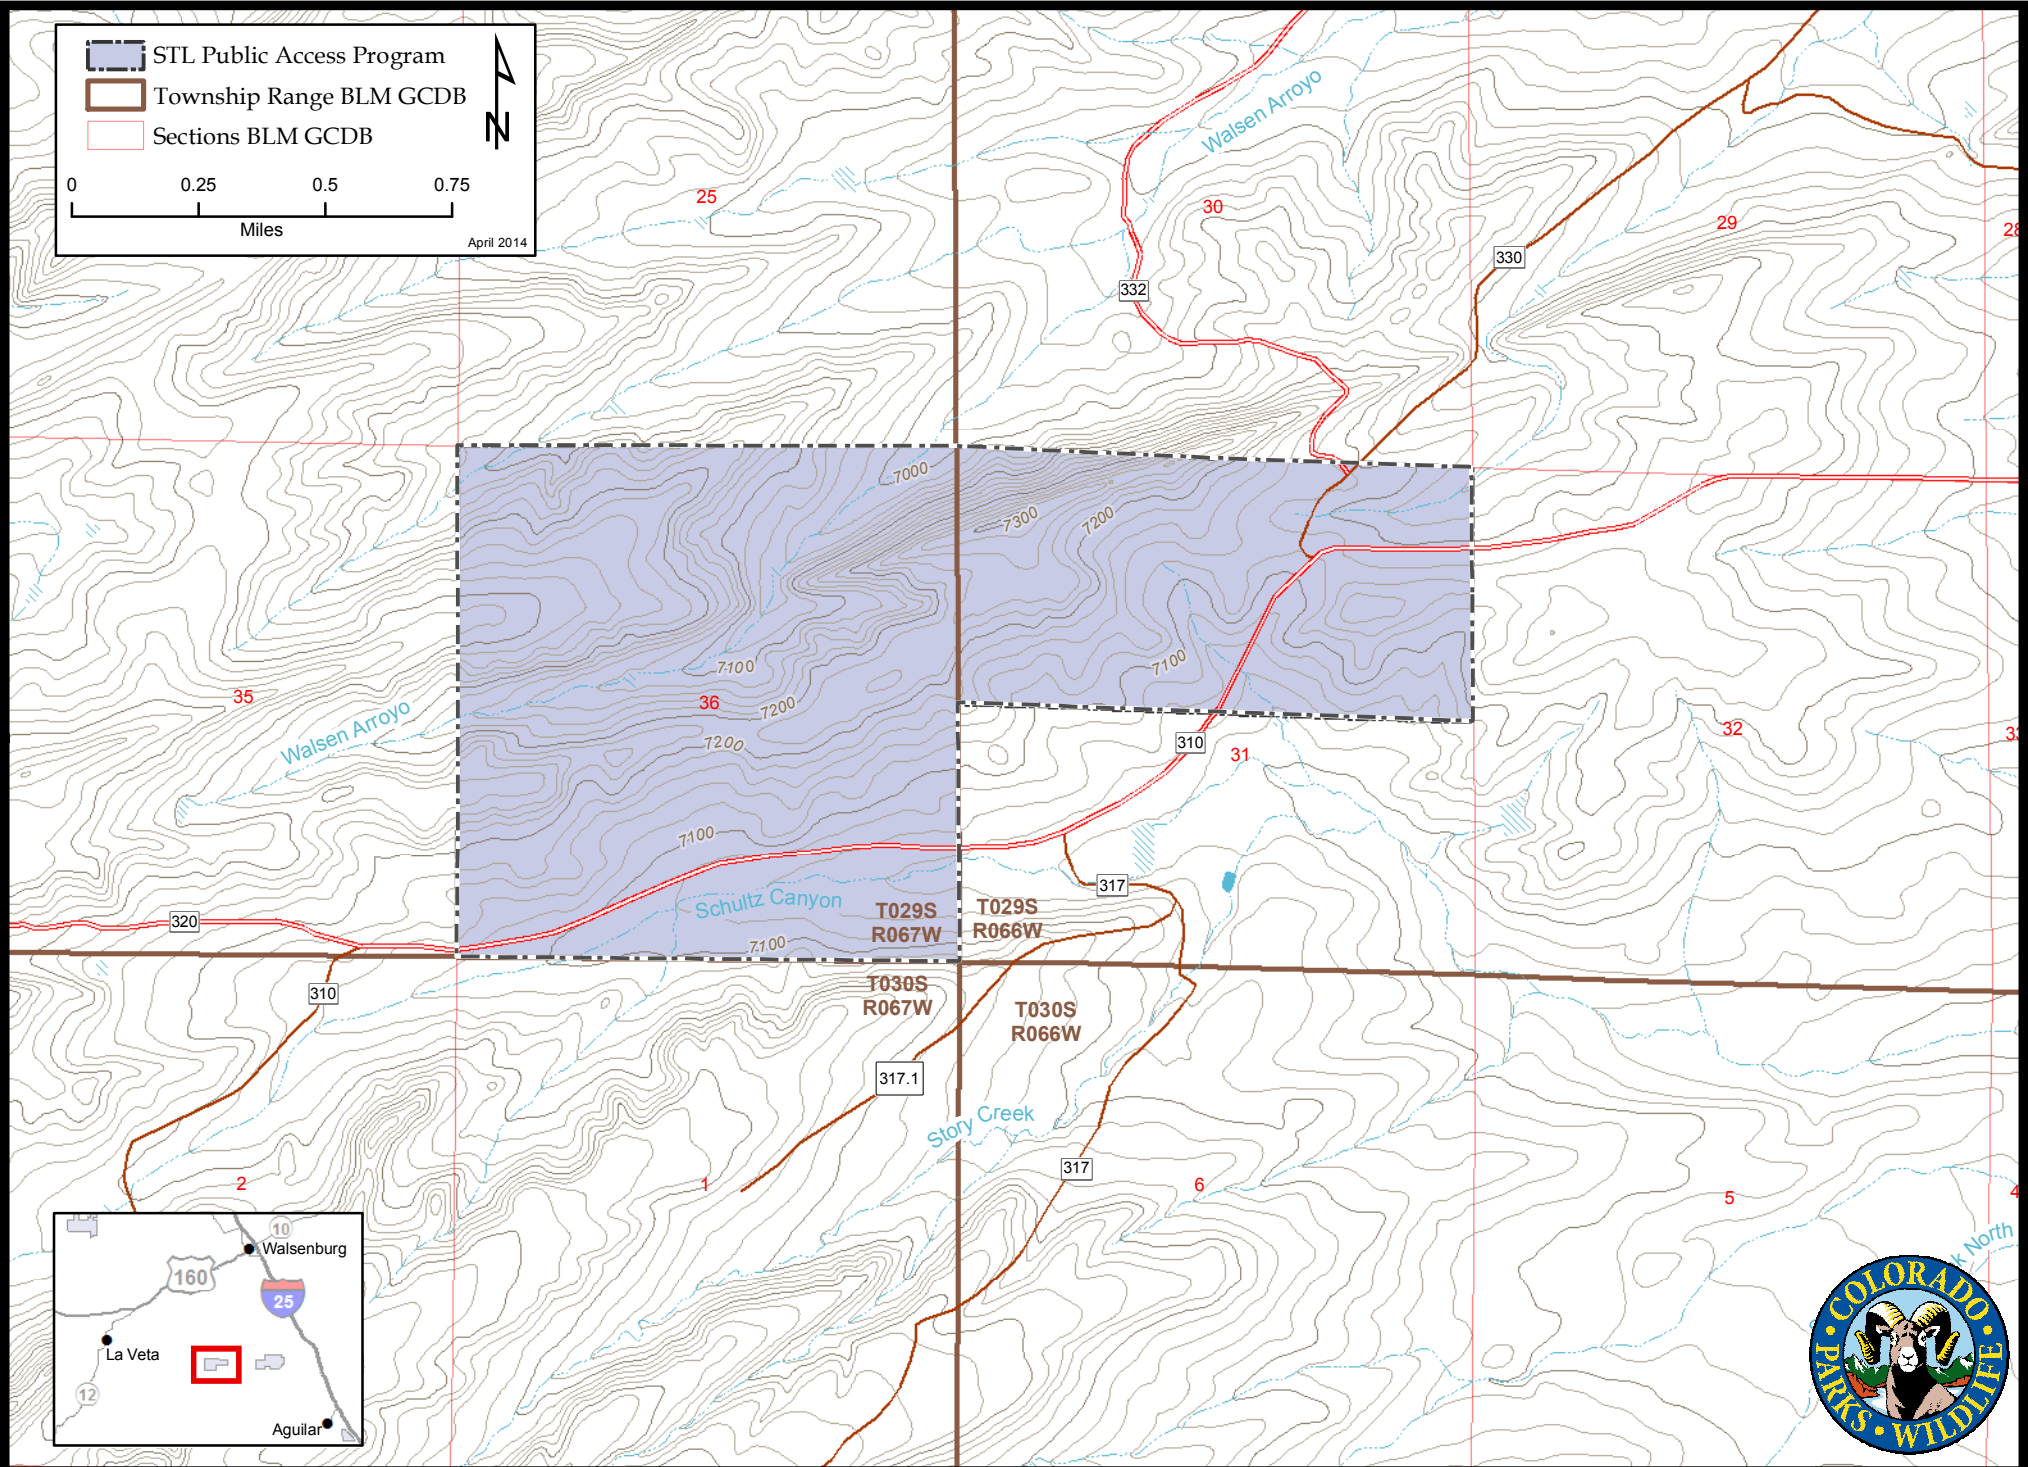 STL Public Access Program
Township Range BLM GCDB
Sections BLM GCDB
N
0 0.25 0.5 0.75
Miles
April 2014
Walsen Arroyo
25
30
29
28
330
332
7000
7300
7200
7100
7100
36
7200
7200
35
Walsen Arroyo
310
31
32
7100
317
Schultz Canyon
320
T029S
R067W
T029S
R066W
7100
310
T030S
R067W
T030S
R066W
317.1
Story Creek
317
2
1
6
5
4
North
10
Walsenburg
160
25
La Veta
12
Aguilar
COLORADO
PARKS • WILDLIFE